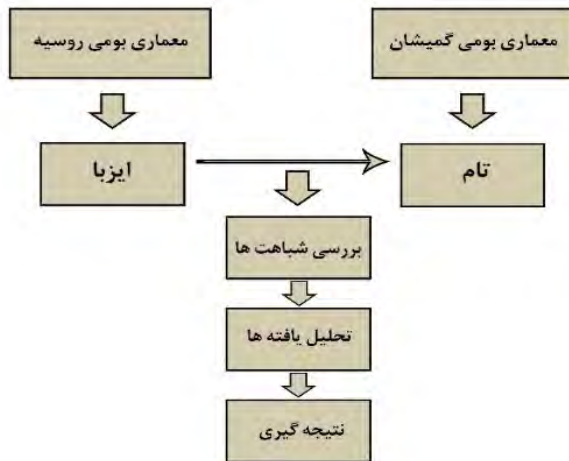 معماری بومی گمیشان
معماری بومی روسیه
تام
ایزبا
بررسی شباهت ها
تحلیل یافته ها
نتیجه گیری